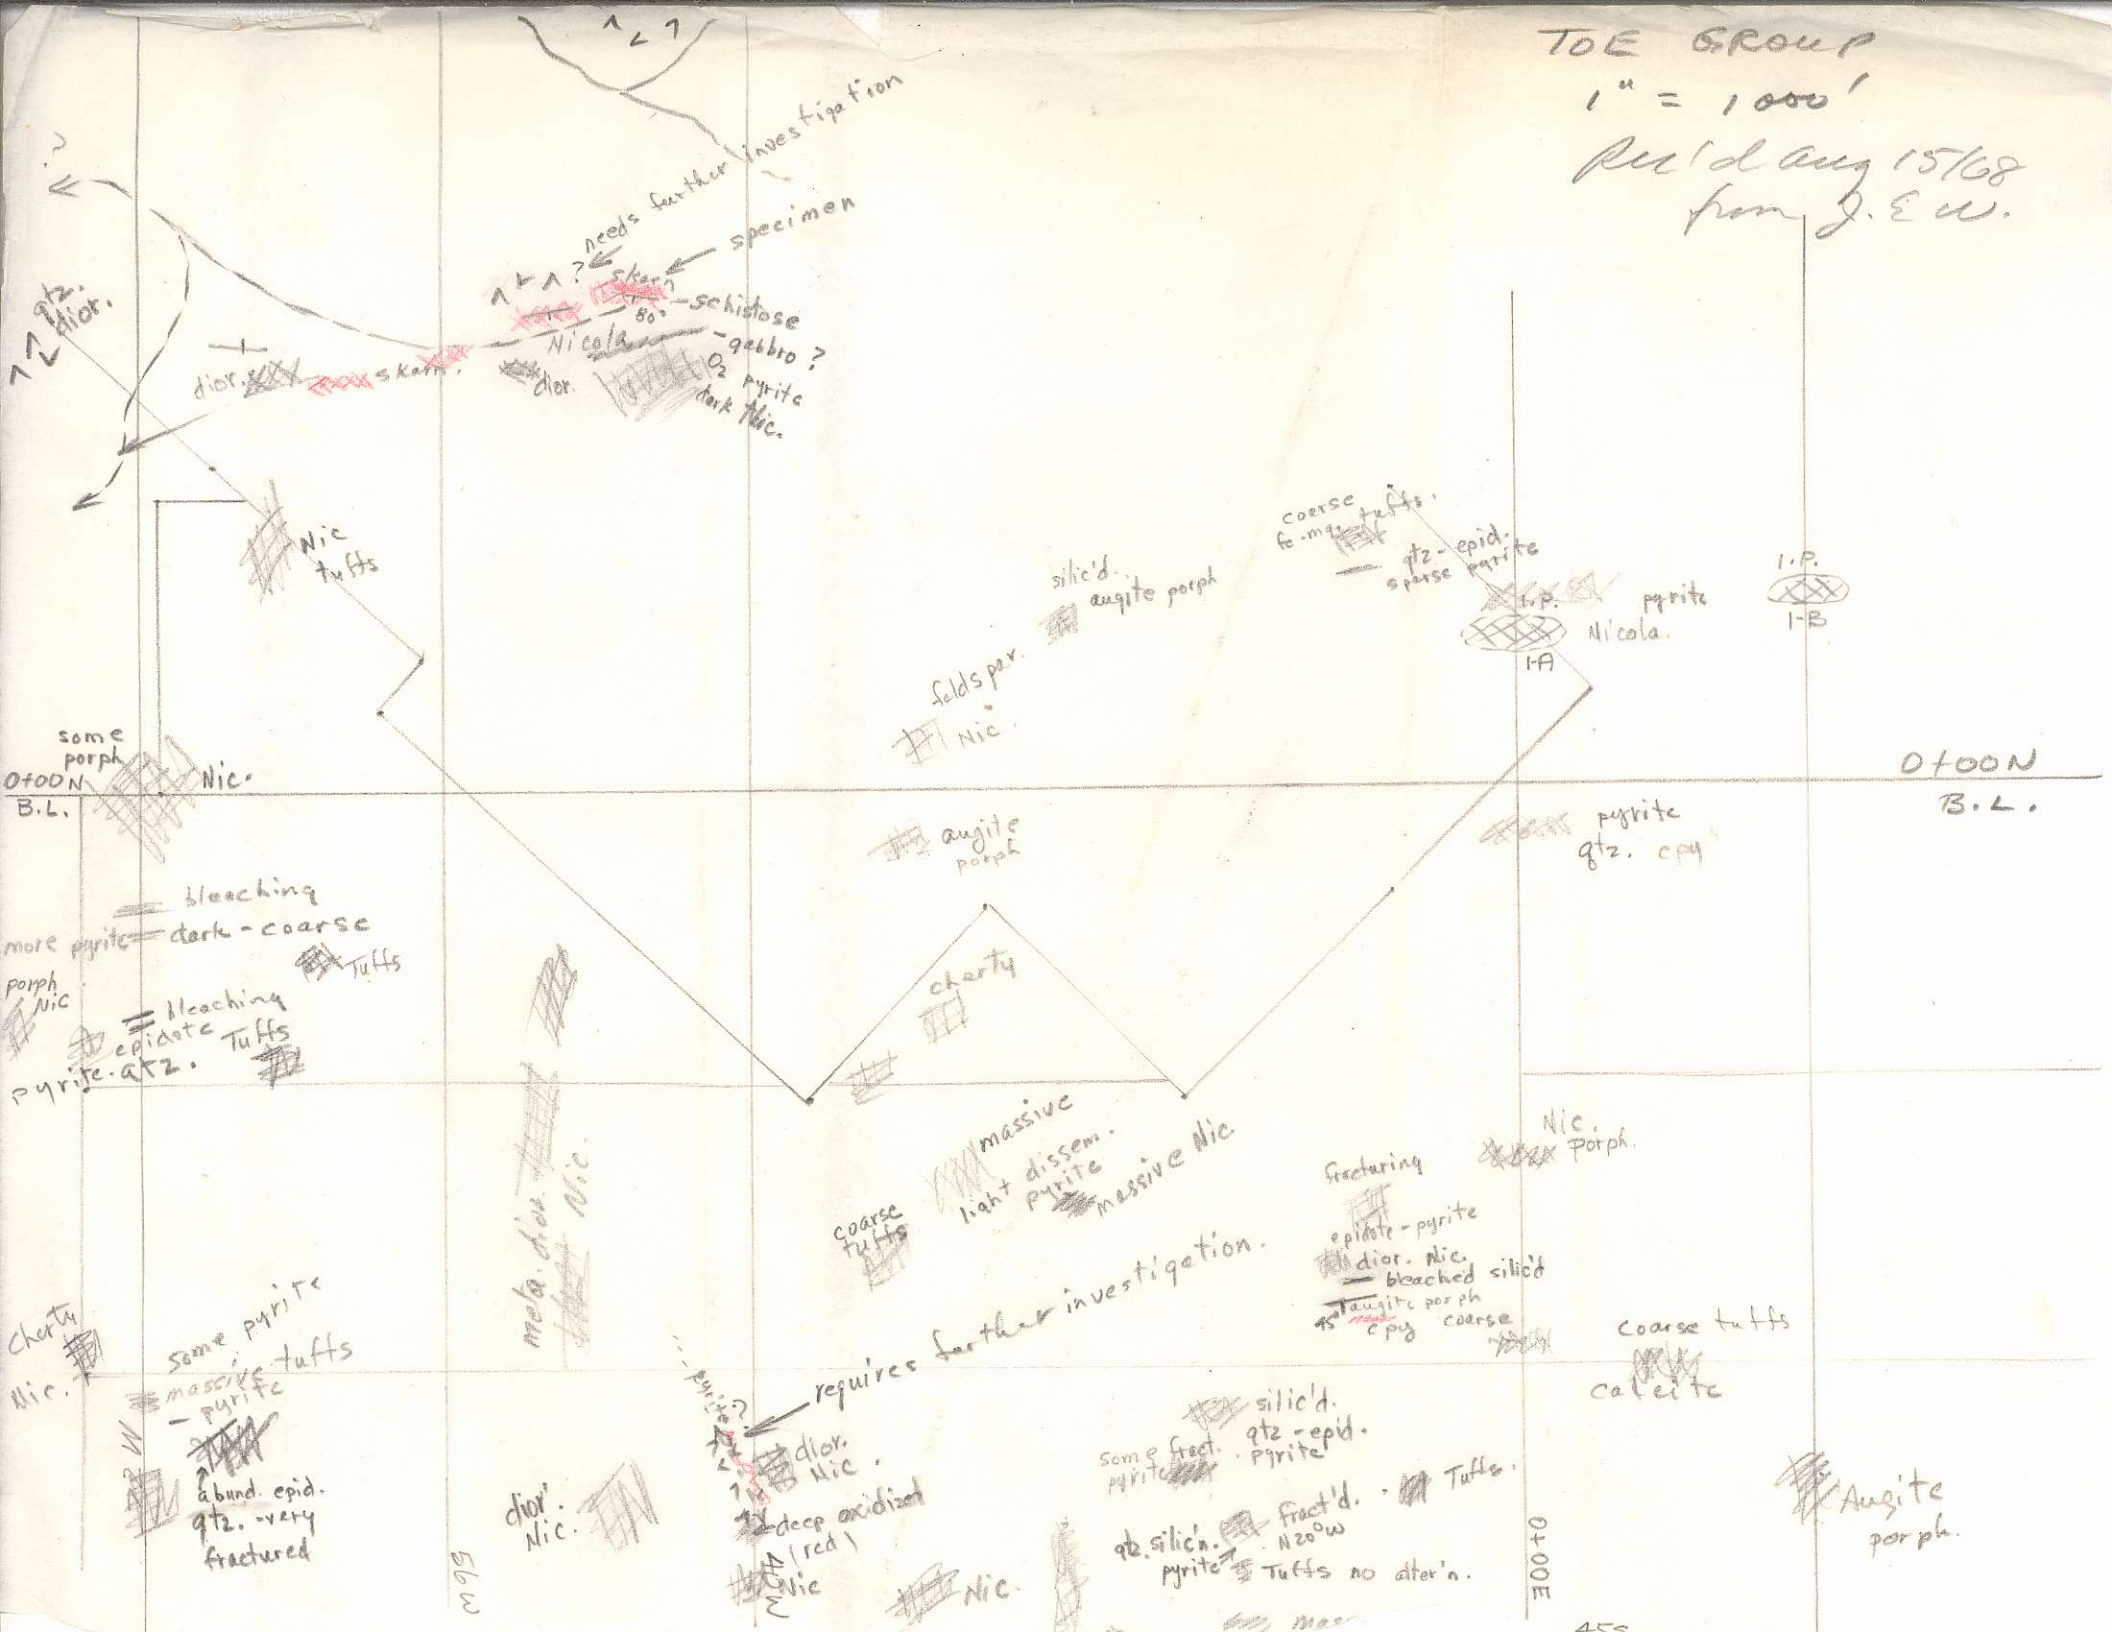 TOE GROUP
1" = 1000'
Rec'd Aug 15/68
from J. E W.
needs further investigation
specimen
?
qtz.
dior.
?
skarn
80°
- schistose
Nicola
- gabbro ?
dior.
skarn.
dior.
O2
pyrite
dark Nic.
Nic
tufts
coerse
fe-mg. tuffs.
qtz - epid.
sparse pyrite
silic'd.
augite porph
I.P.
pyrite
Nicola.
1-A
I.P.
1-B
feldspar.
Nic.
some
porph
0+00N
Nic.
B.L.
0+00N
B.L.
augite
porph
pyrite
qtz. cpy
bleaching
more pyrite
dark - coarse
Tuffs
porph
Nic
cherty
bleaching
epidote
Tuffs
pyrite. qtz.
massive
light dissem.
pyrite
massive Nic
coarse
tuffs
meta. dior.
Nic.
Nic.
porph.
fracturing
epidote - pyrite
dior. Nic.
bleached silic'd
augite porph
45°
cpy coarse
coarse tuffs
calcite
requires further investigation.
pyrite?
Cherty
Nic.
some pyrite
massive tuffs
- pyrite
abund. epid.
qtz. - very
fractured
56W
dior.
Nic.
dior.
Nic.
deep oxidized
(red)
Nic
Nic.
silic'd.
qtz - epid.
pyrite
some fract.
pyrite
fract'd.
N20°W
Tuffs.
qtz. silic'n.
pyrite
Tuffs no alter'n.
0+00E
Augite
porph.